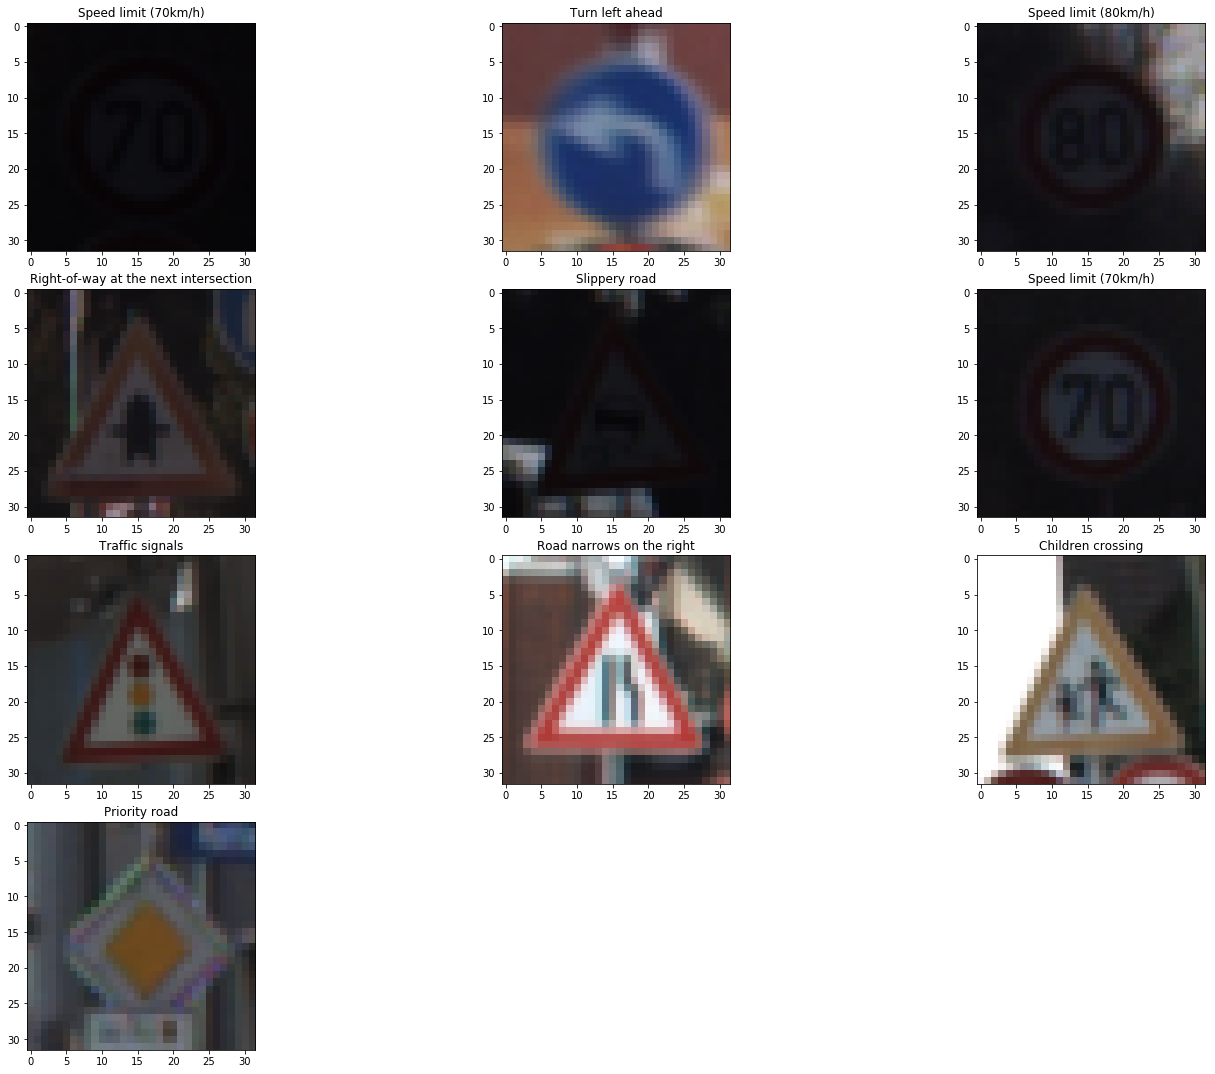 Speed limit (70km/h) Turn left ahead Speed limit (80km/h)
0 0 0
5 5 5
10 10 10
15 70 15 15 80
20 20 20
25 25 25
30 30 30
0 5 10 15 20 25 30 0 5 10 15 20 25 30 0 5 10 15 20 25 30
Right-of-way at the next intersection Slippery road Speed limit (70km/h)
0 0 0
5 5 5
10 10 10
15 15 15 70
20 20 20
25 25 25
30 30 30
0 5 10 15 20 25 30 0 5 10 15 20 25 30 0 5 10 15 20 25 30
Traffic signals Road narrows on the right Children crossing
0 0 0
5 5 5
10 10 10
15 15 15
20 20 20
25 25 25
30 30 30
0 5 10 15 20 25 30 0 5 10 15 20 25 30 0 5 10 15 20 25 30
Priority road
0
5
10
15
20
25
30
0 5 10 15 20 25 30